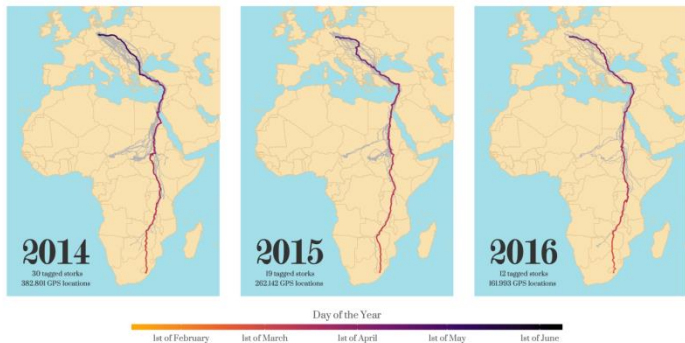 2014
30 tagged storks
382.801 GPS locations
2015
19 tagged storks
262.142 GPS locations
2016
12 tagged storks
161.993 GPS locations
Day of the Year
1st of February
1st of March
1st of April
1st of May
1st of June